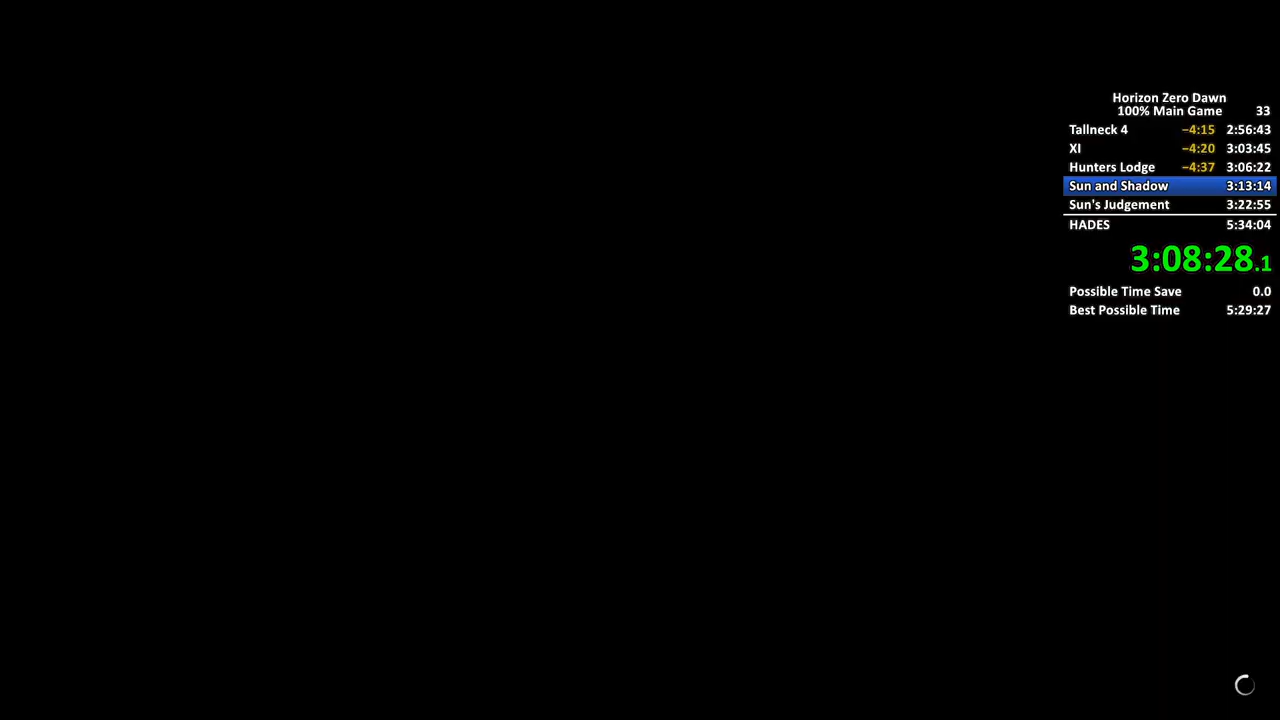 Horizon Zero Dawn
100% Main Game 33
Tallneck 4 −4:15 2:56:43
XI −4:20 3:03:45
Hunters Lodge −4:37 3:06:22
Sun and Shadow 3:13:14
Sun's Judgement 3:22:55
HADES 5:34:04
3:08:28.1
Possible Time Save 0.0
Best Possible Time 5:29:27